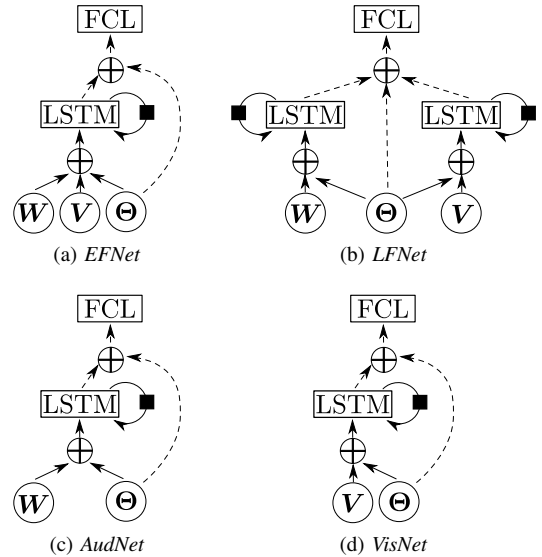 FCL
LSTM
W V Θ
(a) EFNet
FCL
LSTM LSTM
W Θ V
(b) LFNet
FCL
LSTM
W Θ
(c) AudNet
FCL
LSTM
V Θ
(d) VisNet